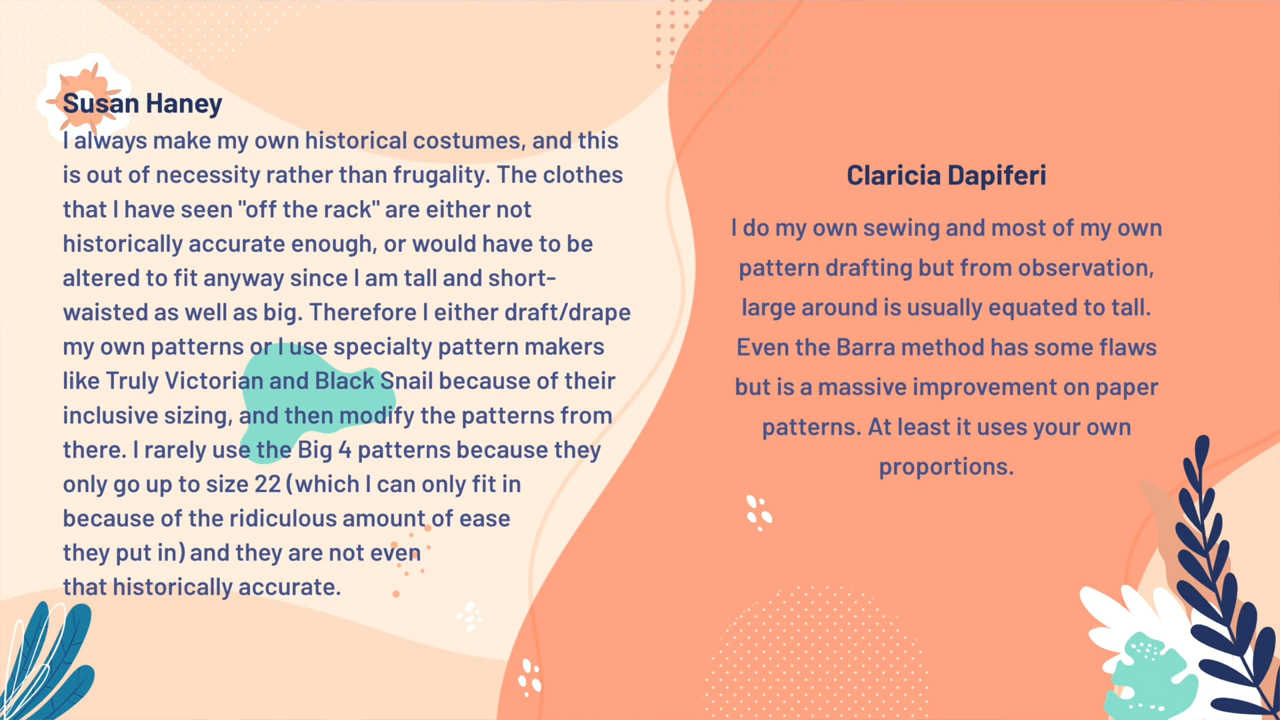 Susan Haney
I always make my own historical costumes, and this
is out of necessity rather than frugality. The clothes
that I have seen "off the rack" are either not
historically accurate enough, or would have to be
altered to fit anyway since I am tall and short-
waisted as well as big. Therefore I either draft/drape
my own patterns or I use specialty pattern makers
like Truly Victorian and Black Snail because of their
inclusive sizing, and then modify the patterns from
there. I rarely use the Big 4 patterns because they
only go up to size 22 (which I can only fit in
because of the ridiculous amount of ease
they put in) and they are not even
that historically accurate.
Claricia Dapiferi
I do my own sewing and most of my own
pattern drafting but from observation,
large around is usually equated to tall.
Even the Barra method has some flaws
but is a massive improvement on paper
patterns. At least it uses your own
proportions.